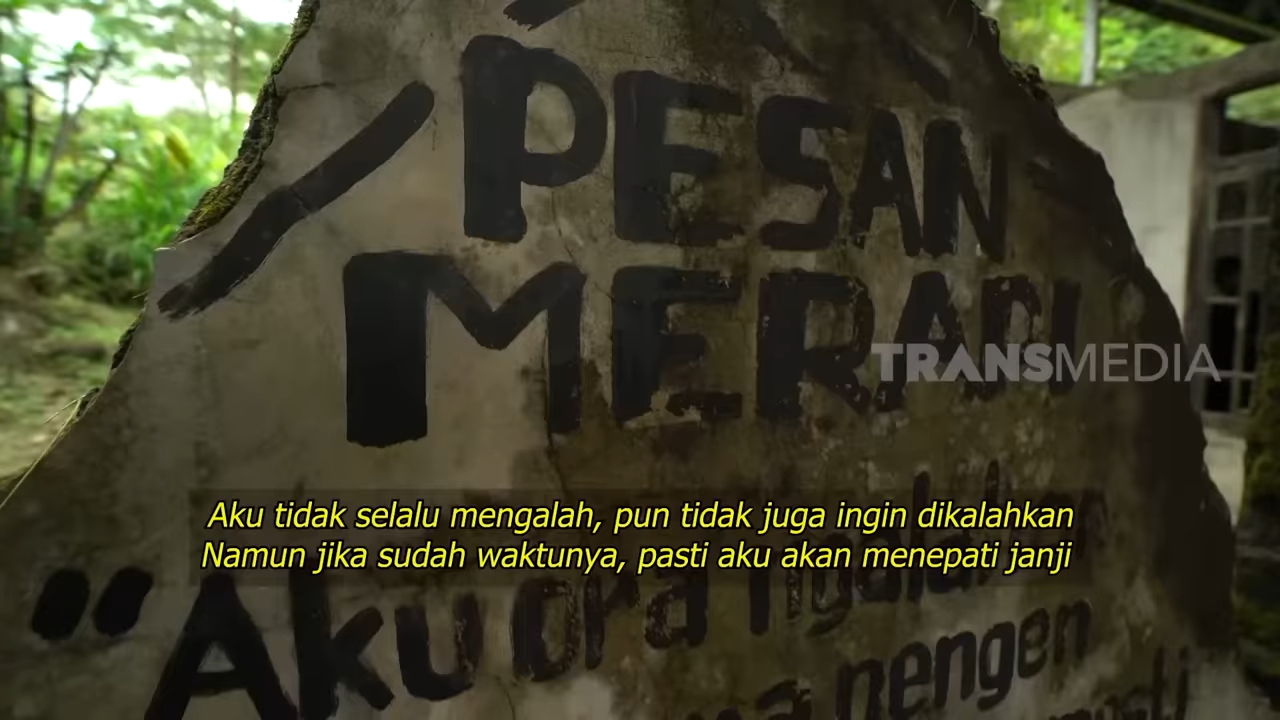 PESAN
MERAPI
TRANSMEDIA
Aku tidak selalu mengalah, pun tidak juga ingin dikalahkan
Namun jika sudah waktunya, pasti aku akan menepati janji
"Aku ora ngalah
pengen